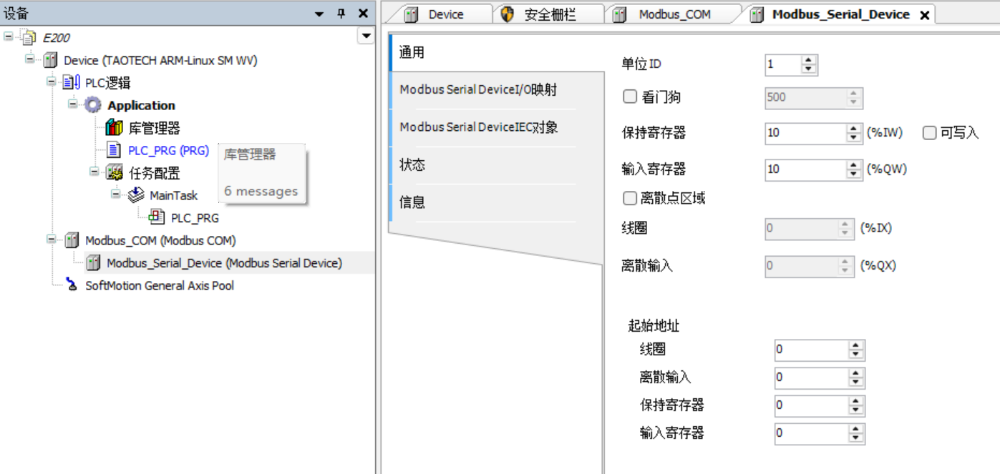 设备
E200
Device (TAOTECH ARM-Linux SM WV)
PLC逻辑
Application
库管理器
PLC_PRG (PRG)
库管理器
6 messages
任务配置
MainTask
PLC_PRG
Modbus_COM (Modbus COM)
Modbus_Serial_Device (Modbus Serial Device)
SoftMotion General Axis Pool
Device 安全栅栏 Modbus_COM Modbus_Serial_Device
通用
Modbus Serial DeviceI/O映射
Modbus Serial DeviceIEC对象
状态
信息
单位ID 1
看门狗 500
保持寄存器 10 (%IW) 可写入
输入寄存器 10 (%QW)
离散点区域
线圈 0 (%IX)
离散输入 0 (%QX)
起始地址
线圈 0
离散输入 0
保持寄存器 0
输入寄存器 0